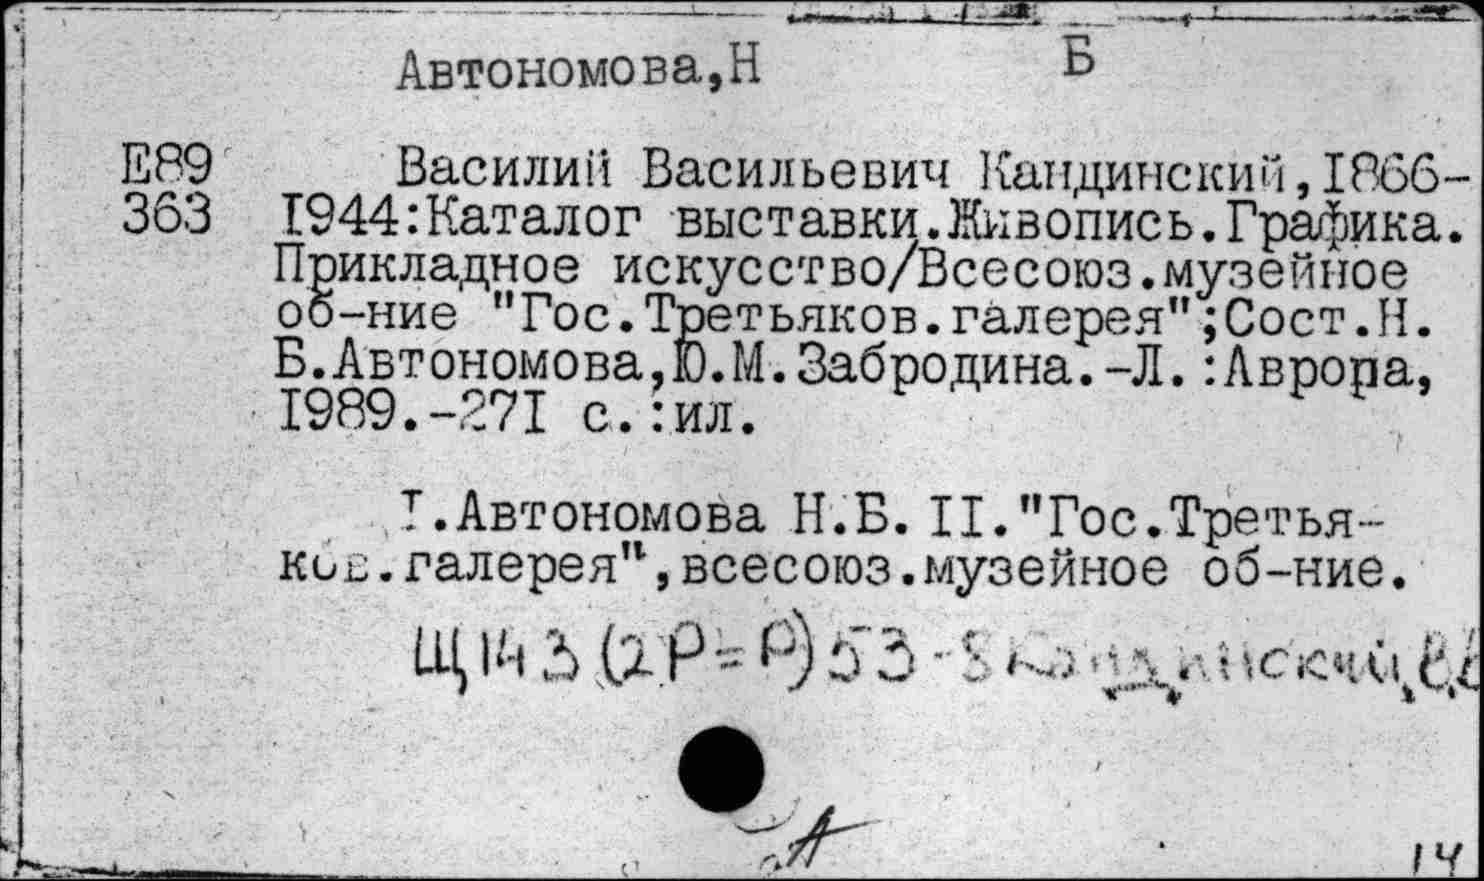 Автономова,Н Б
Е89 Василий Васильевич Кандинский,1866-
363 1944:Каталог выставки.Живопись.Графика.
Прикладное искусство/Всесоюз.музейное
об-ние "Гос.Третьяков.галерея";Сост.Н.
Б.Автономова,Ю.М.Забродина.-Л.:Аврора,
1989.-271 с.:ил.
I.Автономова Н.Б. II."Гос.Третья-
ков.галерея",всесоюз.музейное об-ние.
Щ143(2Р=Р)53-8 Кандинский, В.В
А
14